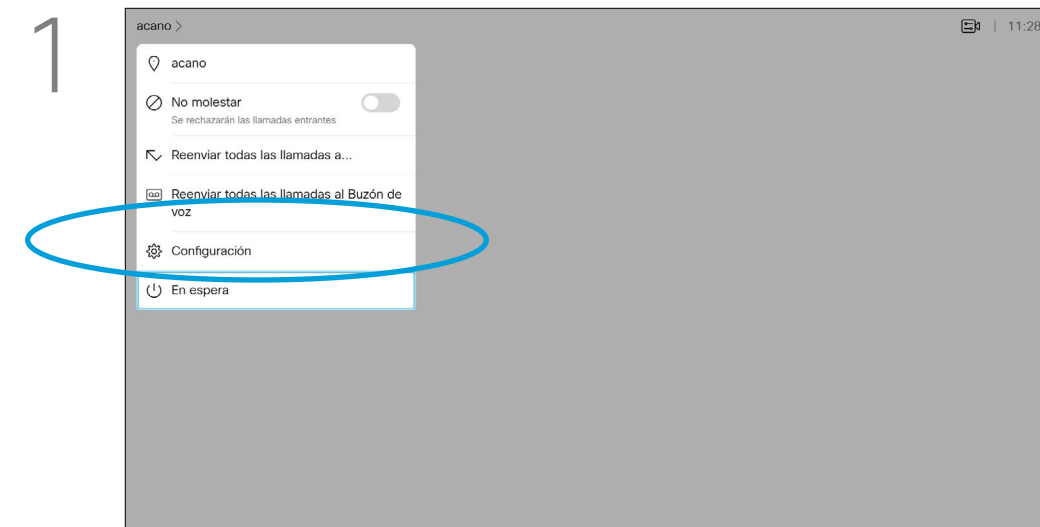 1
acano >
11:28
acano
No molestar
Se rechazarán las llamadas entrantes
Reenviar todas las llamadas a...
Reenviar todas las llamadas al Buzón de
voz
Configuración
En espera